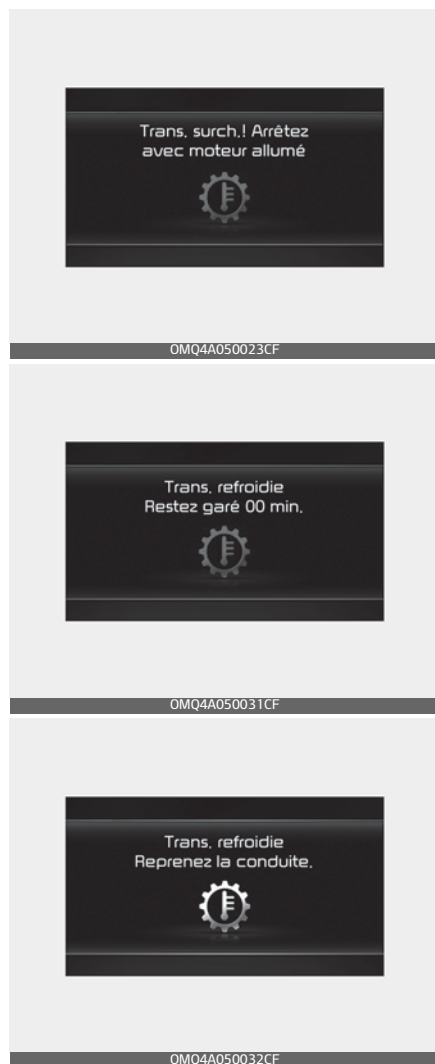 Trans. surch.! Arrêtez
avec moteur allumé
OMQ4A050023CF
Trans. refroidie
Restez garé 00 min.
OMQ4A050031CF
Trans. refroidie
Reprenez la conduite.
OMQ4A050032CF